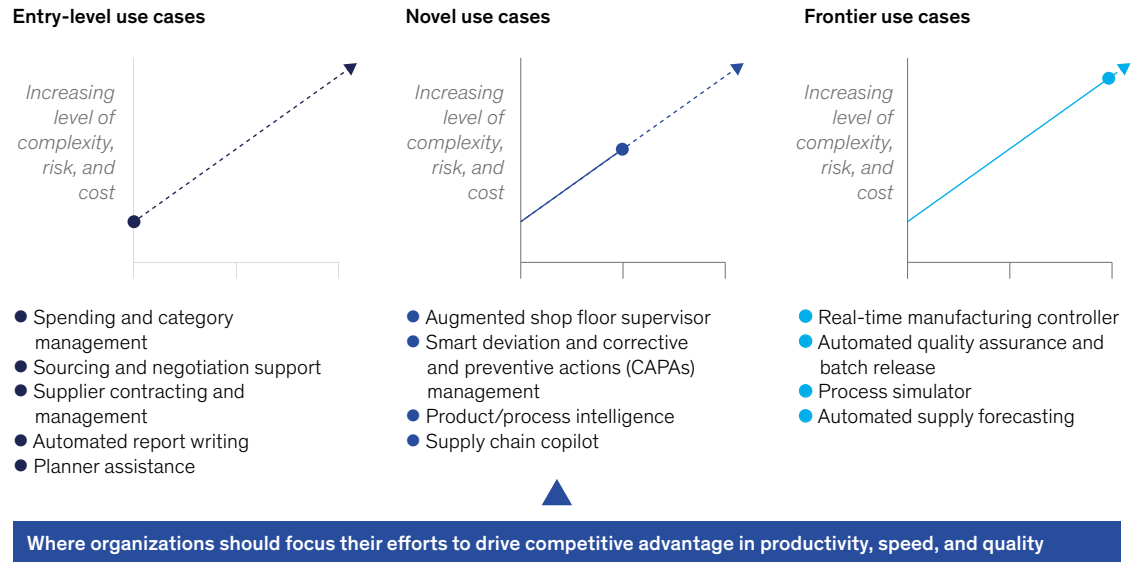 Entry-level use cases
Increasing
level of
complexity,
risk, and
cost
● Spending and category
management
● Sourcing and negotiation support
● Supplier contracting and
management
● Automated report writing
● Planner assistance
Novel use cases
Increasing
level of
complexity,
risk, and
cost
● Augmented shop floor supervisor
● Smart deviation and corrective
and preventive actions (CAPAs)
management
● Product/process intelligence
● Supply chain copilot
Frontier use cases
Increasing
level of
complexity,
risk, and
cost
● Real-time manufacturing controller
● Automated quality assurance and
batch release
● Process simulator
● Automated supply forecasting
Where organizations should focus their efforts to drive competitive advantage in productivity, speed, and quality